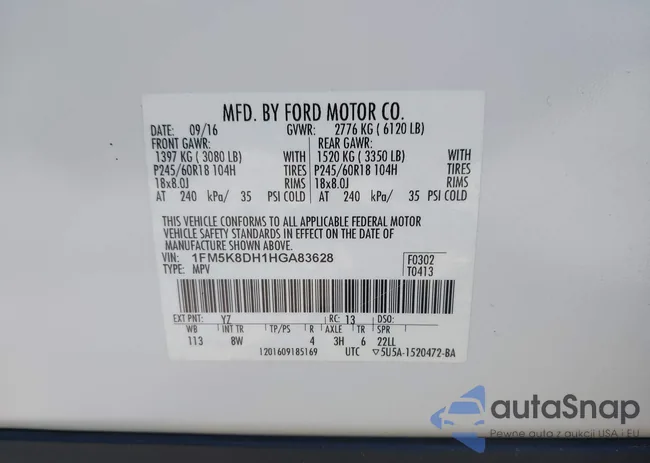 MFD. BY FORD MOTOR CO.
DATE: 09/16 GVWR: 2776 KG ( 6120 LB)
FRONT GAWR: REAR GAWR:
1397 KG ( 3080 LB) WITH 1520 KG ( 3350 LB) WITH
P245/60R18 104H TIRES P245/60R18 104H TIRES
18x8.0J RIMS 18x8.0J RIMS
AT 240 kPa/ 35 PSI COLD AT 240 kPa/ 35 PSI COLD
THIS VEHICLE CONFORMS TO ALL APPLICABLE FEDERAL MOTOR
VEHICLE SAFETY STANDARDS IN EFFECT ON THE DATE OF
MANUFACTURE SHOWN ABOVE.
VIN: 1FM5K8DH1HGA83628 F0302
TYPE: MPV T0413
EXT PNT: Y7 RC: 13 DSO:
WB INT TR TP/PS R AXLE TR SPR
113 8W 4 3H 6 22LL
1201609185169 UTC ▽5U5A-1520472-BA
autaSnap
Pewne auta z aukcji USA i EU